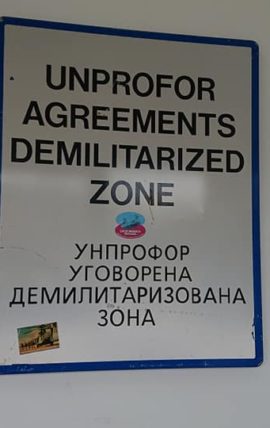 UNPROFOR
AGREEMENTS
DEMILITARIZED
ZONE
УНПРОФОР
УГОВОРЕНА
ДЕМИЛИТАРИЗОВАНА
ЗОНА